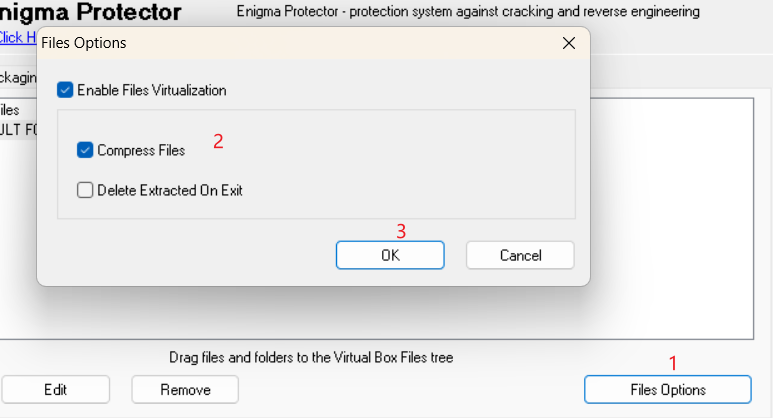 nigma Protector
Enigma Protector - protection system against cracking and reverse engineering
Click H
Files Options
ckagin
Enable Files Virtualization
iles
ULT FO
Compress Files
2
Delete Extracted On Exit
3
OK
Cancel
Drag files and folders to the Virtual Box Files tree
1
Edit
Remove
Files Options